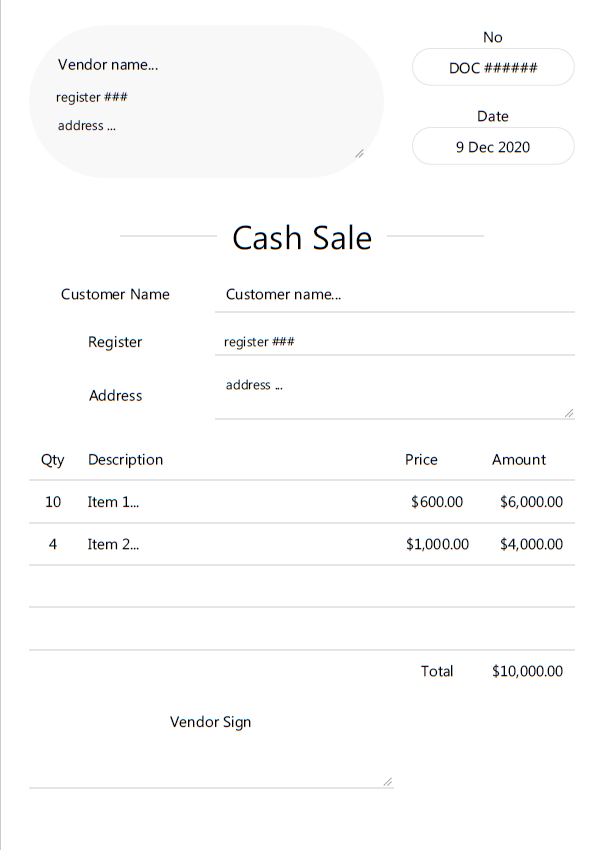 Vendor name...
register ###
address ...
No
DOC ######
Date
9 Dec 2020
Cash Sale
Customer Name Customer name...
Register register ###
Address address ...
Qty Description Price Amount
10 Item 1... $600.00 $6,000.00
4 Item 2... $1,000.00 $4,000.00
Total $10,000.00
Vendor Sign